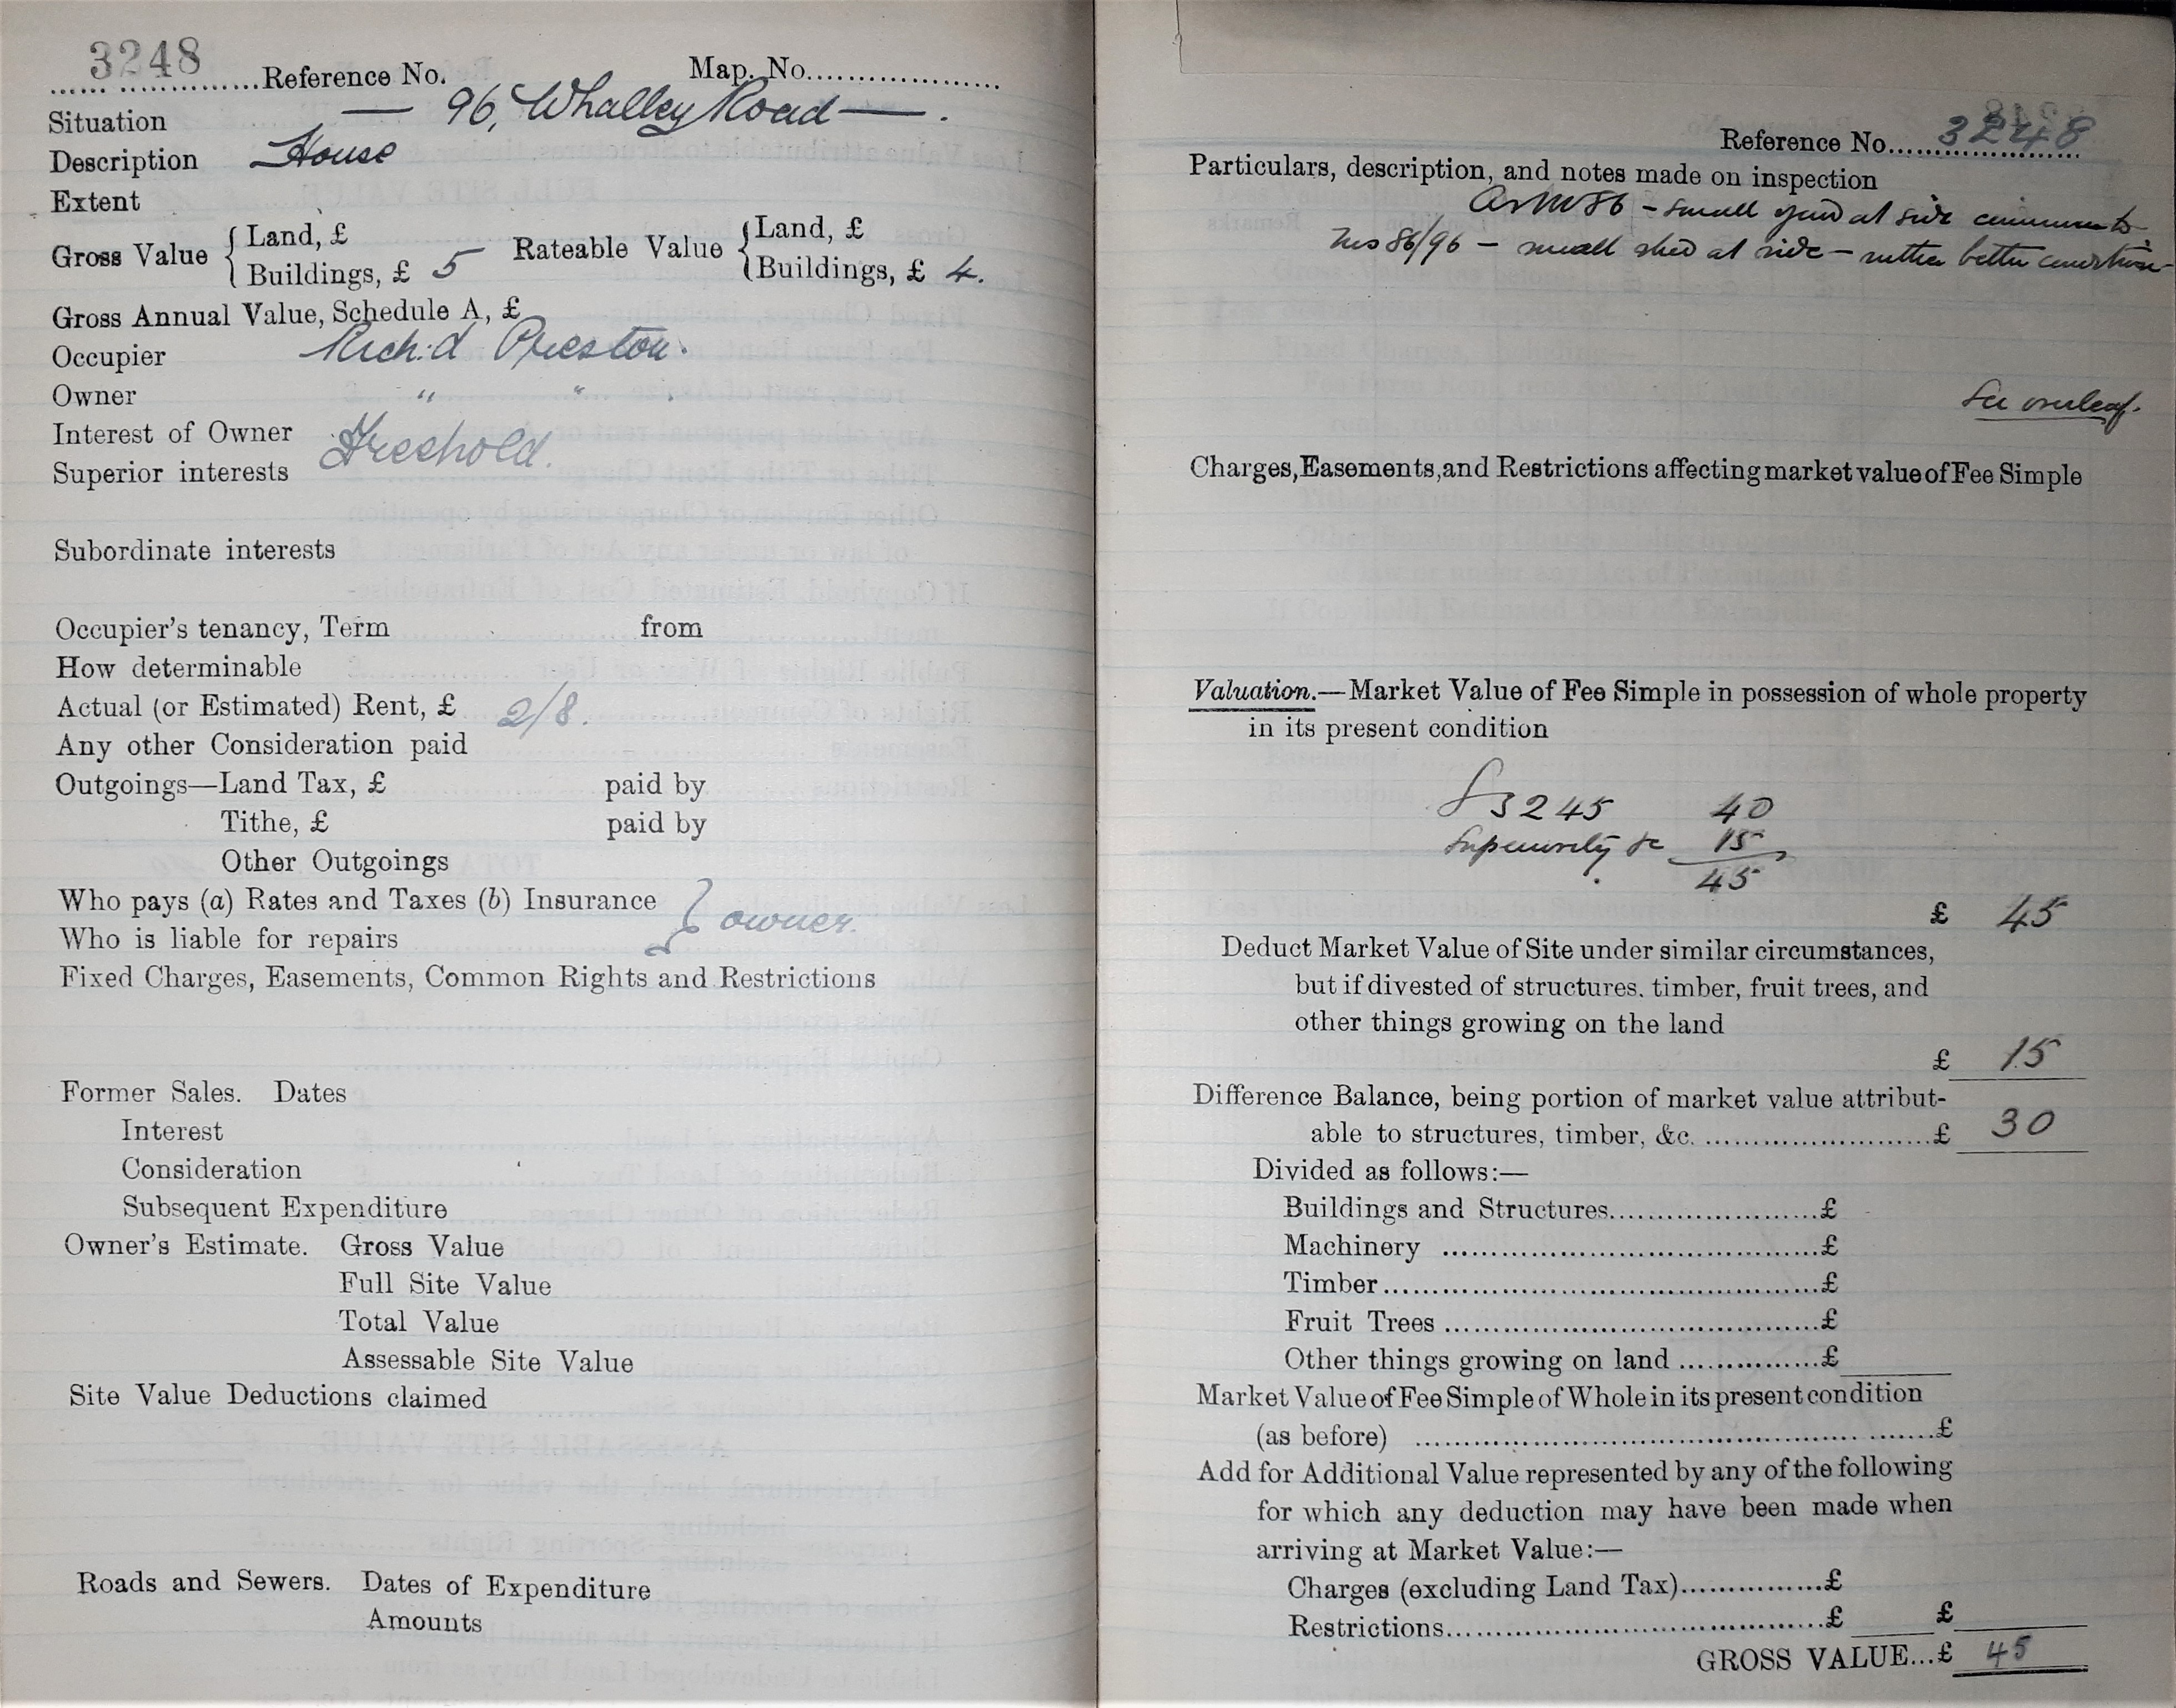 3248 Reference No. Map. No.
Situation — 96, Whalley Road —.
Description House
Extent
Gross Value { Land, £ Rateable Value { Land, £
Buildings, £ 5 Buildings, £ 4.
Gross Annual Value, Schedule A, £
Occupier Rich:d Preston.
Owner " "
Interest of Owner Freehold.
Superior interests
Subordinate interests
Occupier's tenancy, Term from
How determinable
Actual (or Estimated) Rent, £ 2/8.
Any other Consideration paid
Outgoings—Land Tax, £ paid by
Tithe, £ paid by
Other Outgoings
Who pays (a) Rates and Taxes (b) Insurance } owner.
Who is liable for repairs
Fixed Charges, Easements, Common Rights and Restrictions
Former Sales. Dates
Interest
Consideration
Subsequent Expenditure
Owner's Estimate. Gross Value
Full Site Value
Total Value
Assessable Site Value
Site Value Deductions claimed
Roads and Sewers. Dates of Expenditure
Amounts
Reference No. 3248
Particulars, description, and notes made on inspection
As No 86 – small yard at side common to
Nos 86/96 – small shed at side – rather better condition
See overleaf.
Charges, Easements, and Restrictions affecting market value of Fee Simple
Valuation.—Market Value of Fee Simple in possession of whole property
in its present condition
3245 40
Superiority &c 15
45
£ 45
Deduct Market Value of Site under similar circumstances,
but if divested of structures. timber, fruit trees, and
other things growing on the land
£ 15
Difference Balance, being portion of market value attribut-
able to structures, timber, &c. £ 30
Divided as follows:—
Buildings and Structures £
Machinery £
Timber £
Fruit Trees £
Other things growing on land £
Market Value of Fee Simple of Whole in its present condition
(as before) £
Add for Additional Value represented by any of the following
for which any deduction may have been made when
arriving at Market Value:—
Charges (excluding Land Tax) £
Restrictions £ £
GROSS VALUE...£ 45